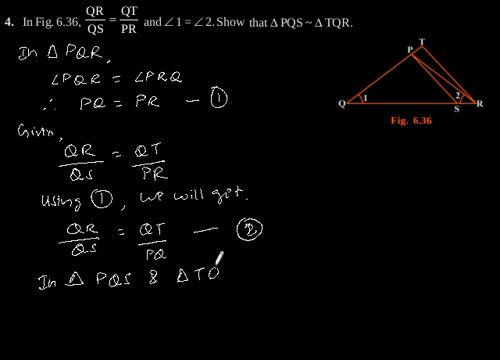 4. In Fig. 6.36, QR/QS = QT/PR and ∠1 = ∠2. Show that Δ PQS ~ Δ TQR.
In Δ PQR,
∠PQR = ∠PRQ
∴ PQ = PR — ①
Given,
QR/QS = QT/PR
Using ①, we will get.
QR/QS = QT/PQ — ②
In Δ PQS & Δ TQ
T
P
Q
1
2
S
R
Fig. 6.36